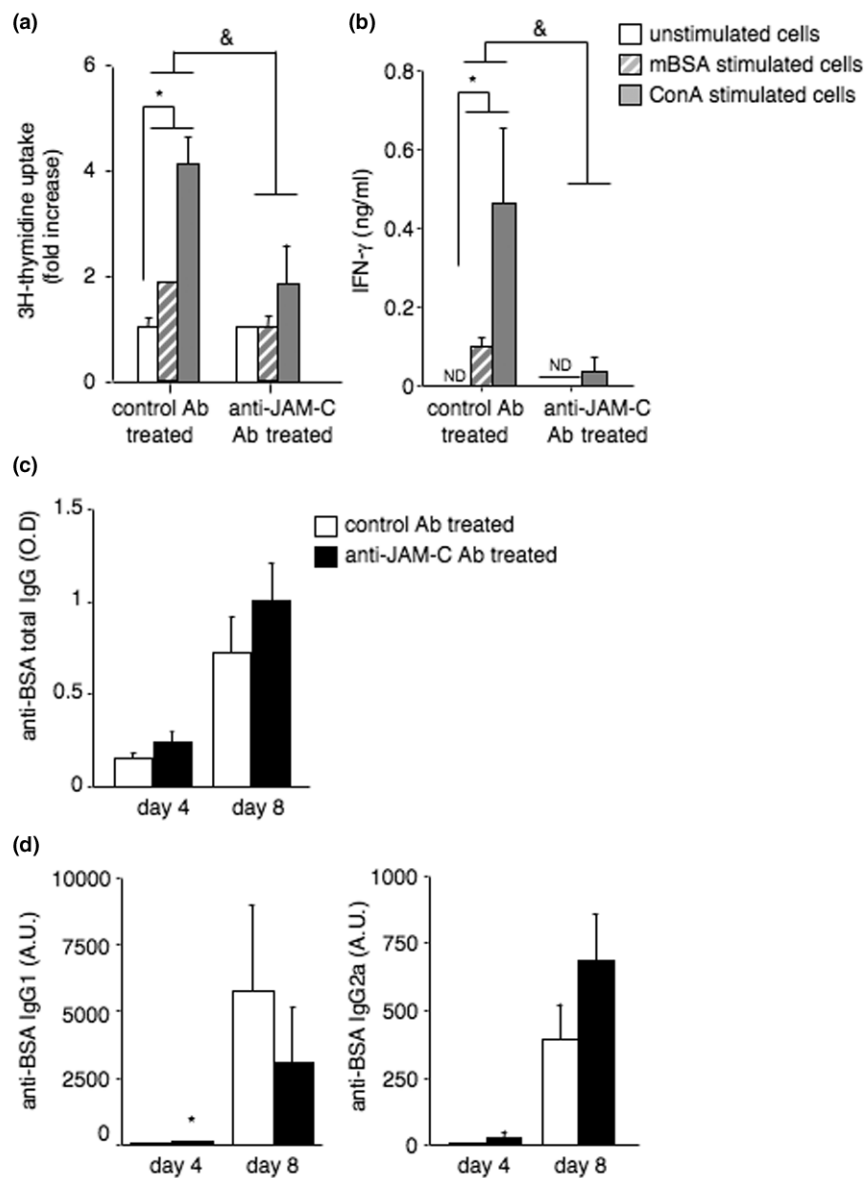 (a)
&
*
3H-thymidine uptake
(fold increase)
6
4
2
0
control Ab
treated
anti-JAM-C
Ab treated
(b)
&
*
IFN-γ (ng/ml)
0.8
0.6
0.4
0.2
0
ND
ND
control Ab
treated
anti-JAM-C
Ab treated
unstimulated cells
mBSA stimulated cells
ConA stimulated cells
(c)
anti-BSA total IgG (O.D)
1.5
1
0.5
0
day 4
day 8
control Ab treated
anti-JAM-C Ab treated
(d)
anti-BSA IgG1 (A.U.)
10000
7500
5000
2500
0
*
day 4
day 8
anti-BSA IgG2a (A.U.)
1000
750
500
250
0
*
day 4
day 8